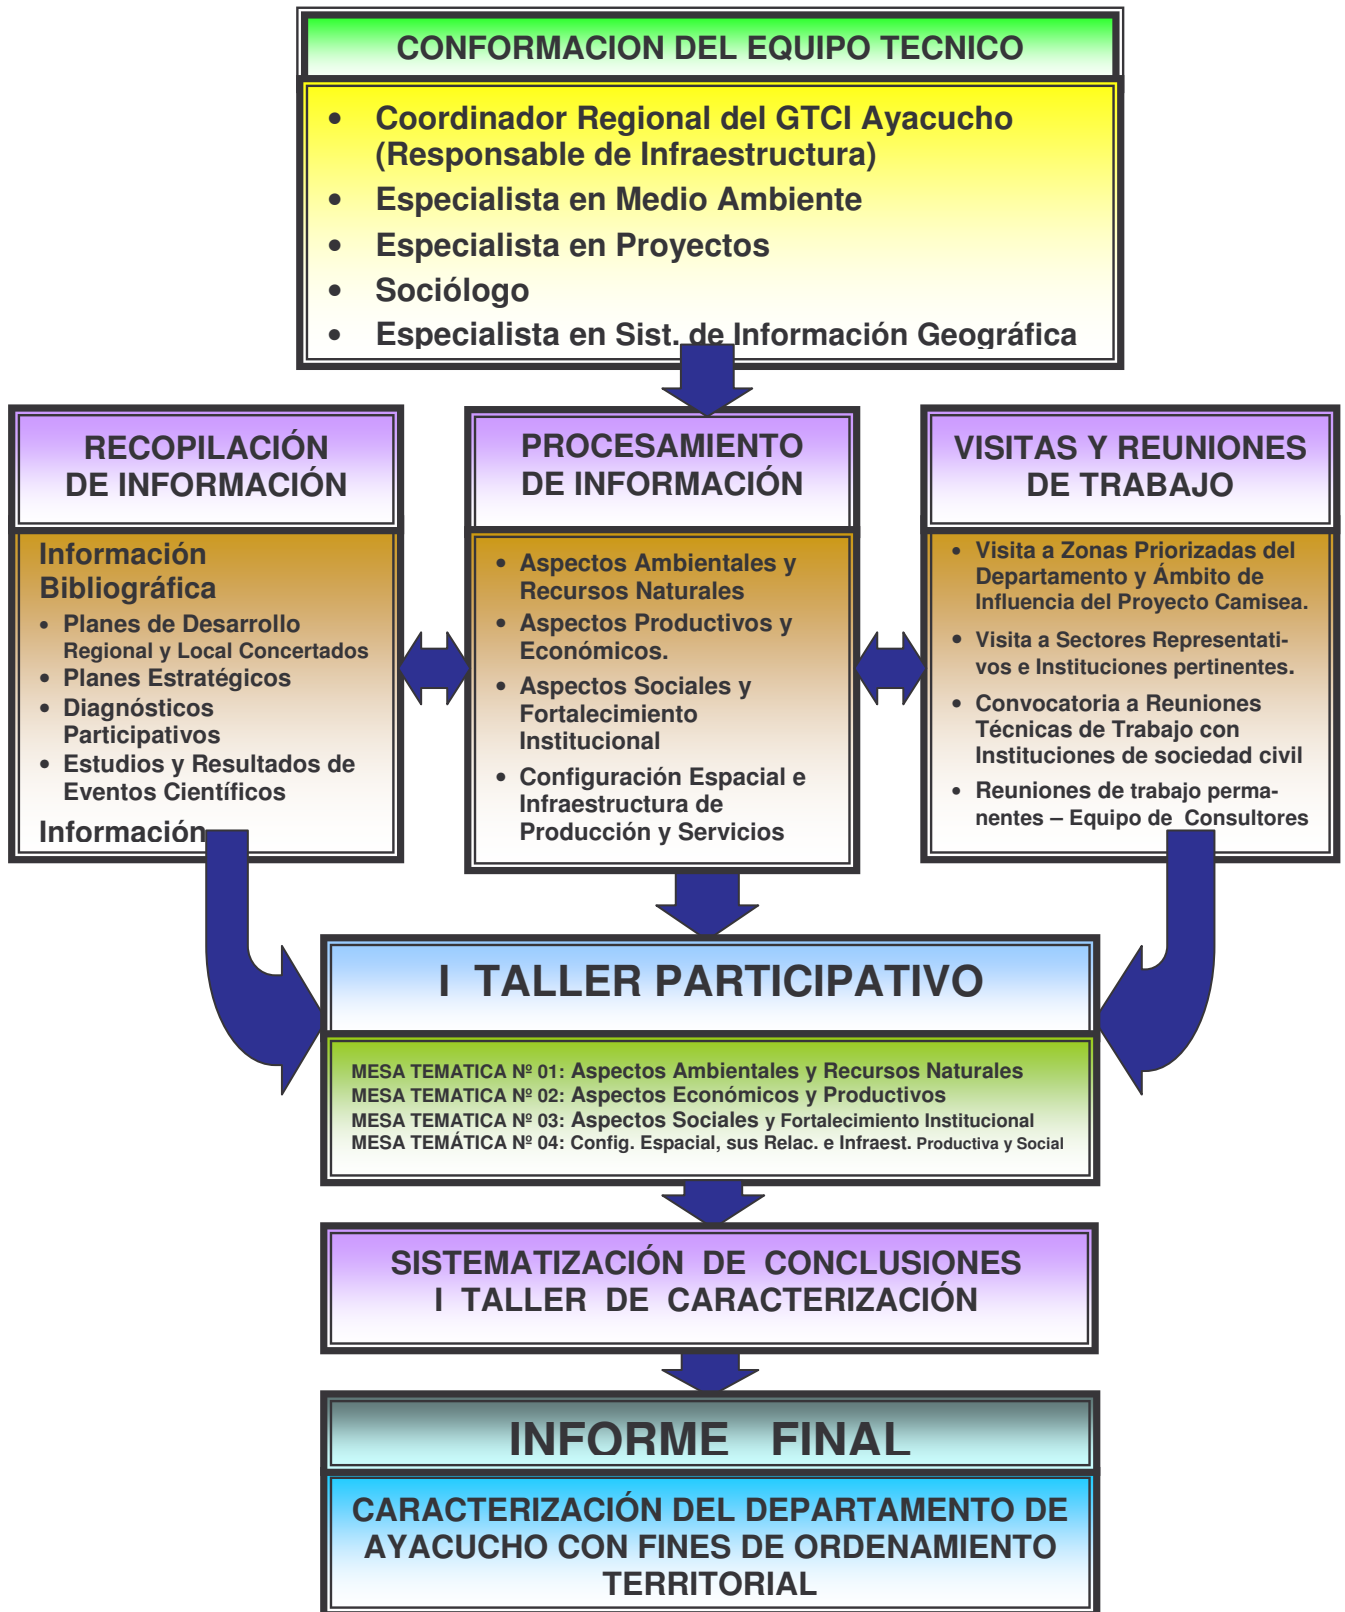 CONFORMACION DEL EQUIPO TECNICO
• Coordinador Regional del GTCI Ayacucho
(Responsable de Infraestructura)
• Especialista en Medio Ambiente
• Especialista en Proyectos
• Sociólogo
• Especialista en Sist. de Información Geográfica
RECOPILACIÓN
DE INFORMACIÓN
Información
Bibliográfica
• Planes de Desarrollo
Regional y Local Concertados
• Planes Estratégicos
• Diagnósticos
Participativos
• Estudios y Resultados de
Eventos Científicos
Información
PROCESAMIENTO
DE INFORMACIÓN
• Aspectos Ambientales y
Recursos Naturales
• Aspectos Productivos y
Económicos.
• Aspectos Sociales y
Fortalecimiento
Institucional
• Configuración Espacial e
Infraestructura de
Producción y Servicios
VISITAS Y REUNIONES
DE TRABAJO
• Visita a Zonas Priorizadas del
Departamento y Ámbito de
Influencia del Proyecto Camisea.
• Visita a Sectores Representati-
vos e Instituciones pertinentes.
• Convocatoria a Reuniones
Técnicas de Trabajo con
Instituciones de sociedad civil
• Reuniones de trabajo perma-
nentes – Equipo de Consultores
I TALLER PARTICIPATIVO
MESA TEMATICA Nº 01: Aspectos Ambientales y Recursos Naturales
MESA TEMATICA Nº 02: Aspectos Económicos y Productivos
MESA TEMATICA Nº 03: Aspectos Sociales y Fortalecimiento Institucional
MESA TEMÁTICA Nº 04: Config. Espacial, sus Relac. e Infraest. Productiva y Social
SISTEMATIZACIÓN DE CONCLUSIONES
I TALLER DE CARACTERIZACIÓN
INFORME FINAL
CARACTERIZACIÓN DEL DEPARTAMENTO DE
AYACUCHO CON FINES DE ORDENAMIENTO
TERRITORIAL